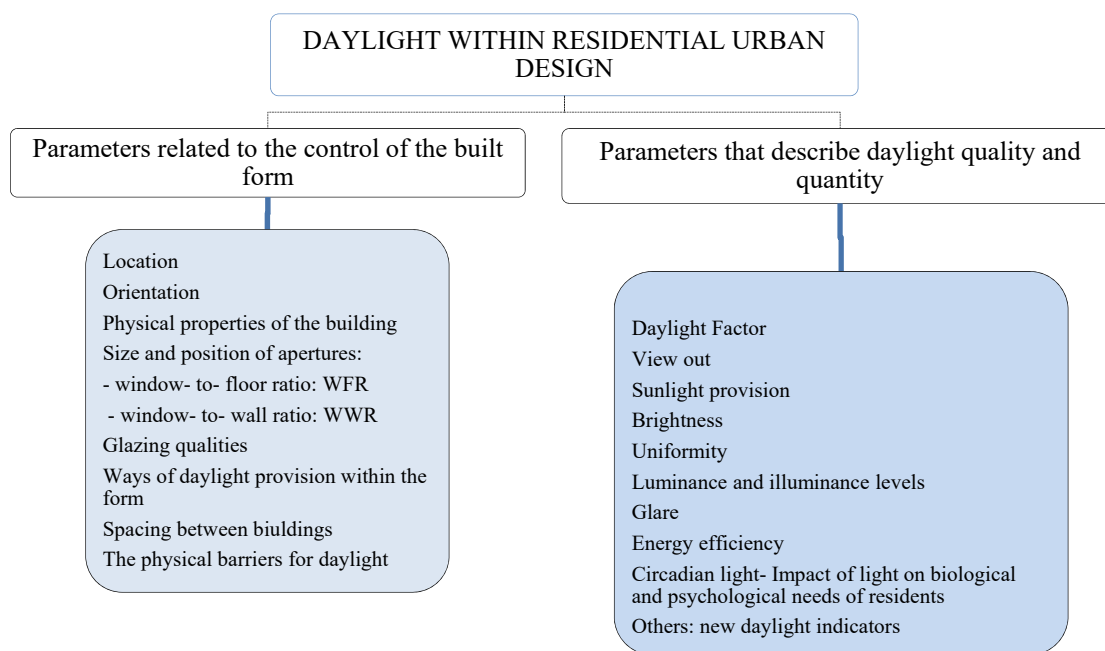 DAYLIGHT WITHIN RESIDENTIAL URBAN
DESIGN
Parameters related to the control of the built
form
Location
Orientation
Physical properties of the building
Size and position of apertures:
- window- to- floor ratio: WFR
- window- to- wall ratio: WWR
Glazing qualities
Ways of daylight provision within the
form
Spacing between biuldings
The physical barriers for daylight
Parameters that describe daylight quality and
quantity
Daylight Factor
View out
Sunlight provision
Brightness
Uniformity
Luminance and illuminance levels
Glare
Energy efficiency
Circadian light- Impact of light on biological
and psychological needs of residents
Others: new daylight indicators